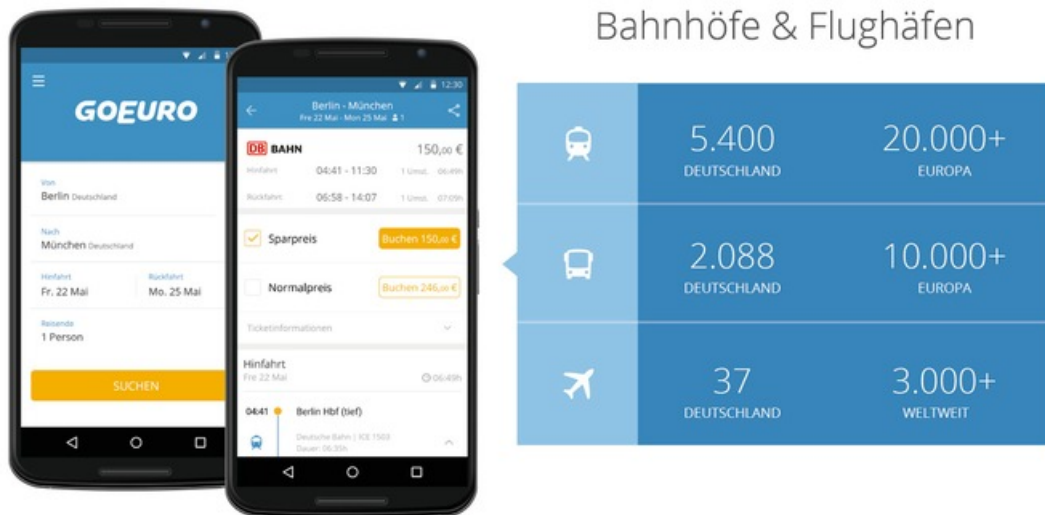 GOEURO
Von
Berlin Deutschland
Nach
München Deutschland
Hinfahrt Rückfahrt
Fr. 22 Mai Mo. 25 Mai
Reisende
1 Person
SUCHEN
12:30
Berlin - München
Fre 22 Mai - Mon 25 Mai 1
DB BAHN 150,00 €
Hinfahrt 04:41 - 11:30 1 Umst. 06:49h
Rückfahrt 06:58 - 14:07 1 Umst. 07:09h
Sparpreis Buchen 150,00 €
Normalpreis Buchen 246,00 €
Ticketinformationen
Hinfahrt
Fre 22 Mai 06:49h
04:41 Berlin Hbf (tief)
Deutsche Bahn | ICE 1503
Dauer: 06:35h
Bahnhöfe & Flughäfen
5.400 20.000+
DEUTSCHLAND EUROPA
2.088 10.000+
DEUTSCHLAND EUROPA
37 3.000+
DEUTSCHLAND WELTWEIT